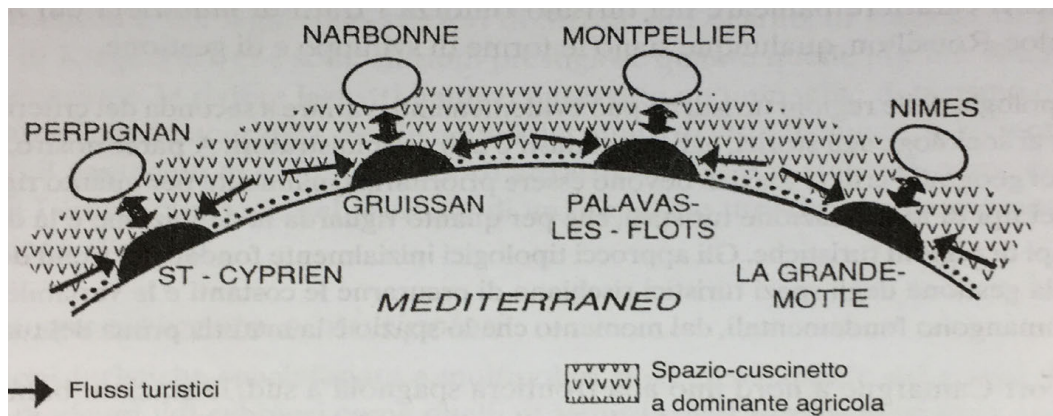 NARBONNE
MONTPELLIER
PERPIGNAN
NIMES
GRUISSAN
PALAVAS-
LES - FLOTS
ST - CYPRIEN
LA GRANDE-
MOTTE
MEDITERRANEO
Flussi turistici
Spazio-cuscinetto
a dominante agricola